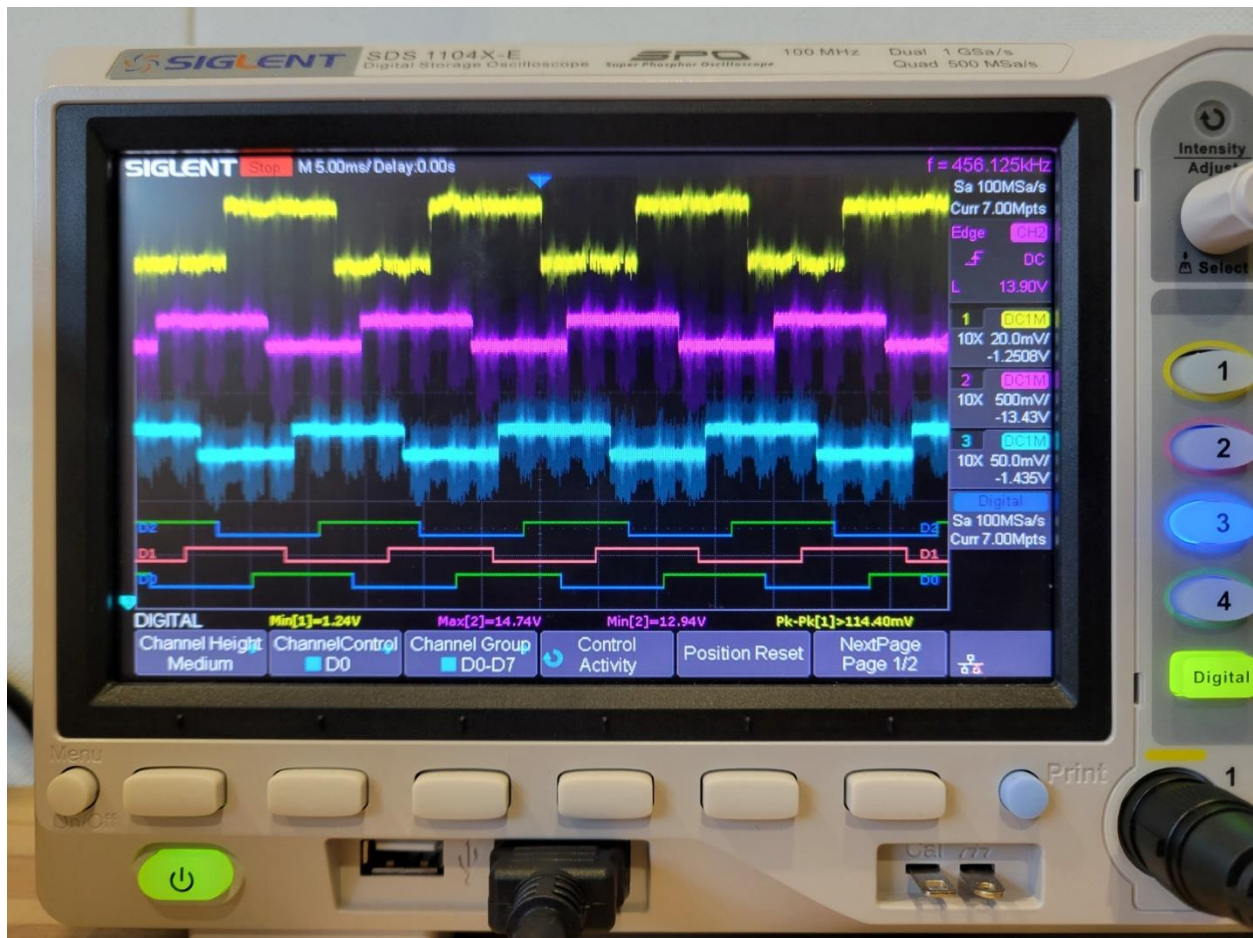 SIGLENT SDS 1104X-E
Digital Storage Oscilloscope
SPO
Super Phosphor Oscilloscope
100 MHz
Dual 1 GSa/s
Quad 500 MSa/s
Intensity
Adjust
Select
SIGLENT Stop M 5.00ms/ Delay:0.00s f = 456.125kHz
Sa 100MSa/s
Curr 7.00Mpts
Edge CH2
DC
L 13.90V
1 DC1M
10X 20.0mV/
-1.2508V
2 DC1M
10X 500mV/
-13.43V
3 DC1M
10X 50.0mV/
-1.435V
Digital
Sa 100MSa/s
Curr 7.00Mpts
D2 D2
D1 D1
D0 D0
DIGITAL Min[1]=1.24V Max[2]=14.74V Min[2]=12.94V Pk-Pk[1]>114.40mV
Channel Height
Medium
ChannelControl
D0
Channel Group
D0-D7
Control
Activity
Position Reset
NextPage
Page 1/2
1
2
3
4
Digital
Menu
On/Off
Print
1
Cal